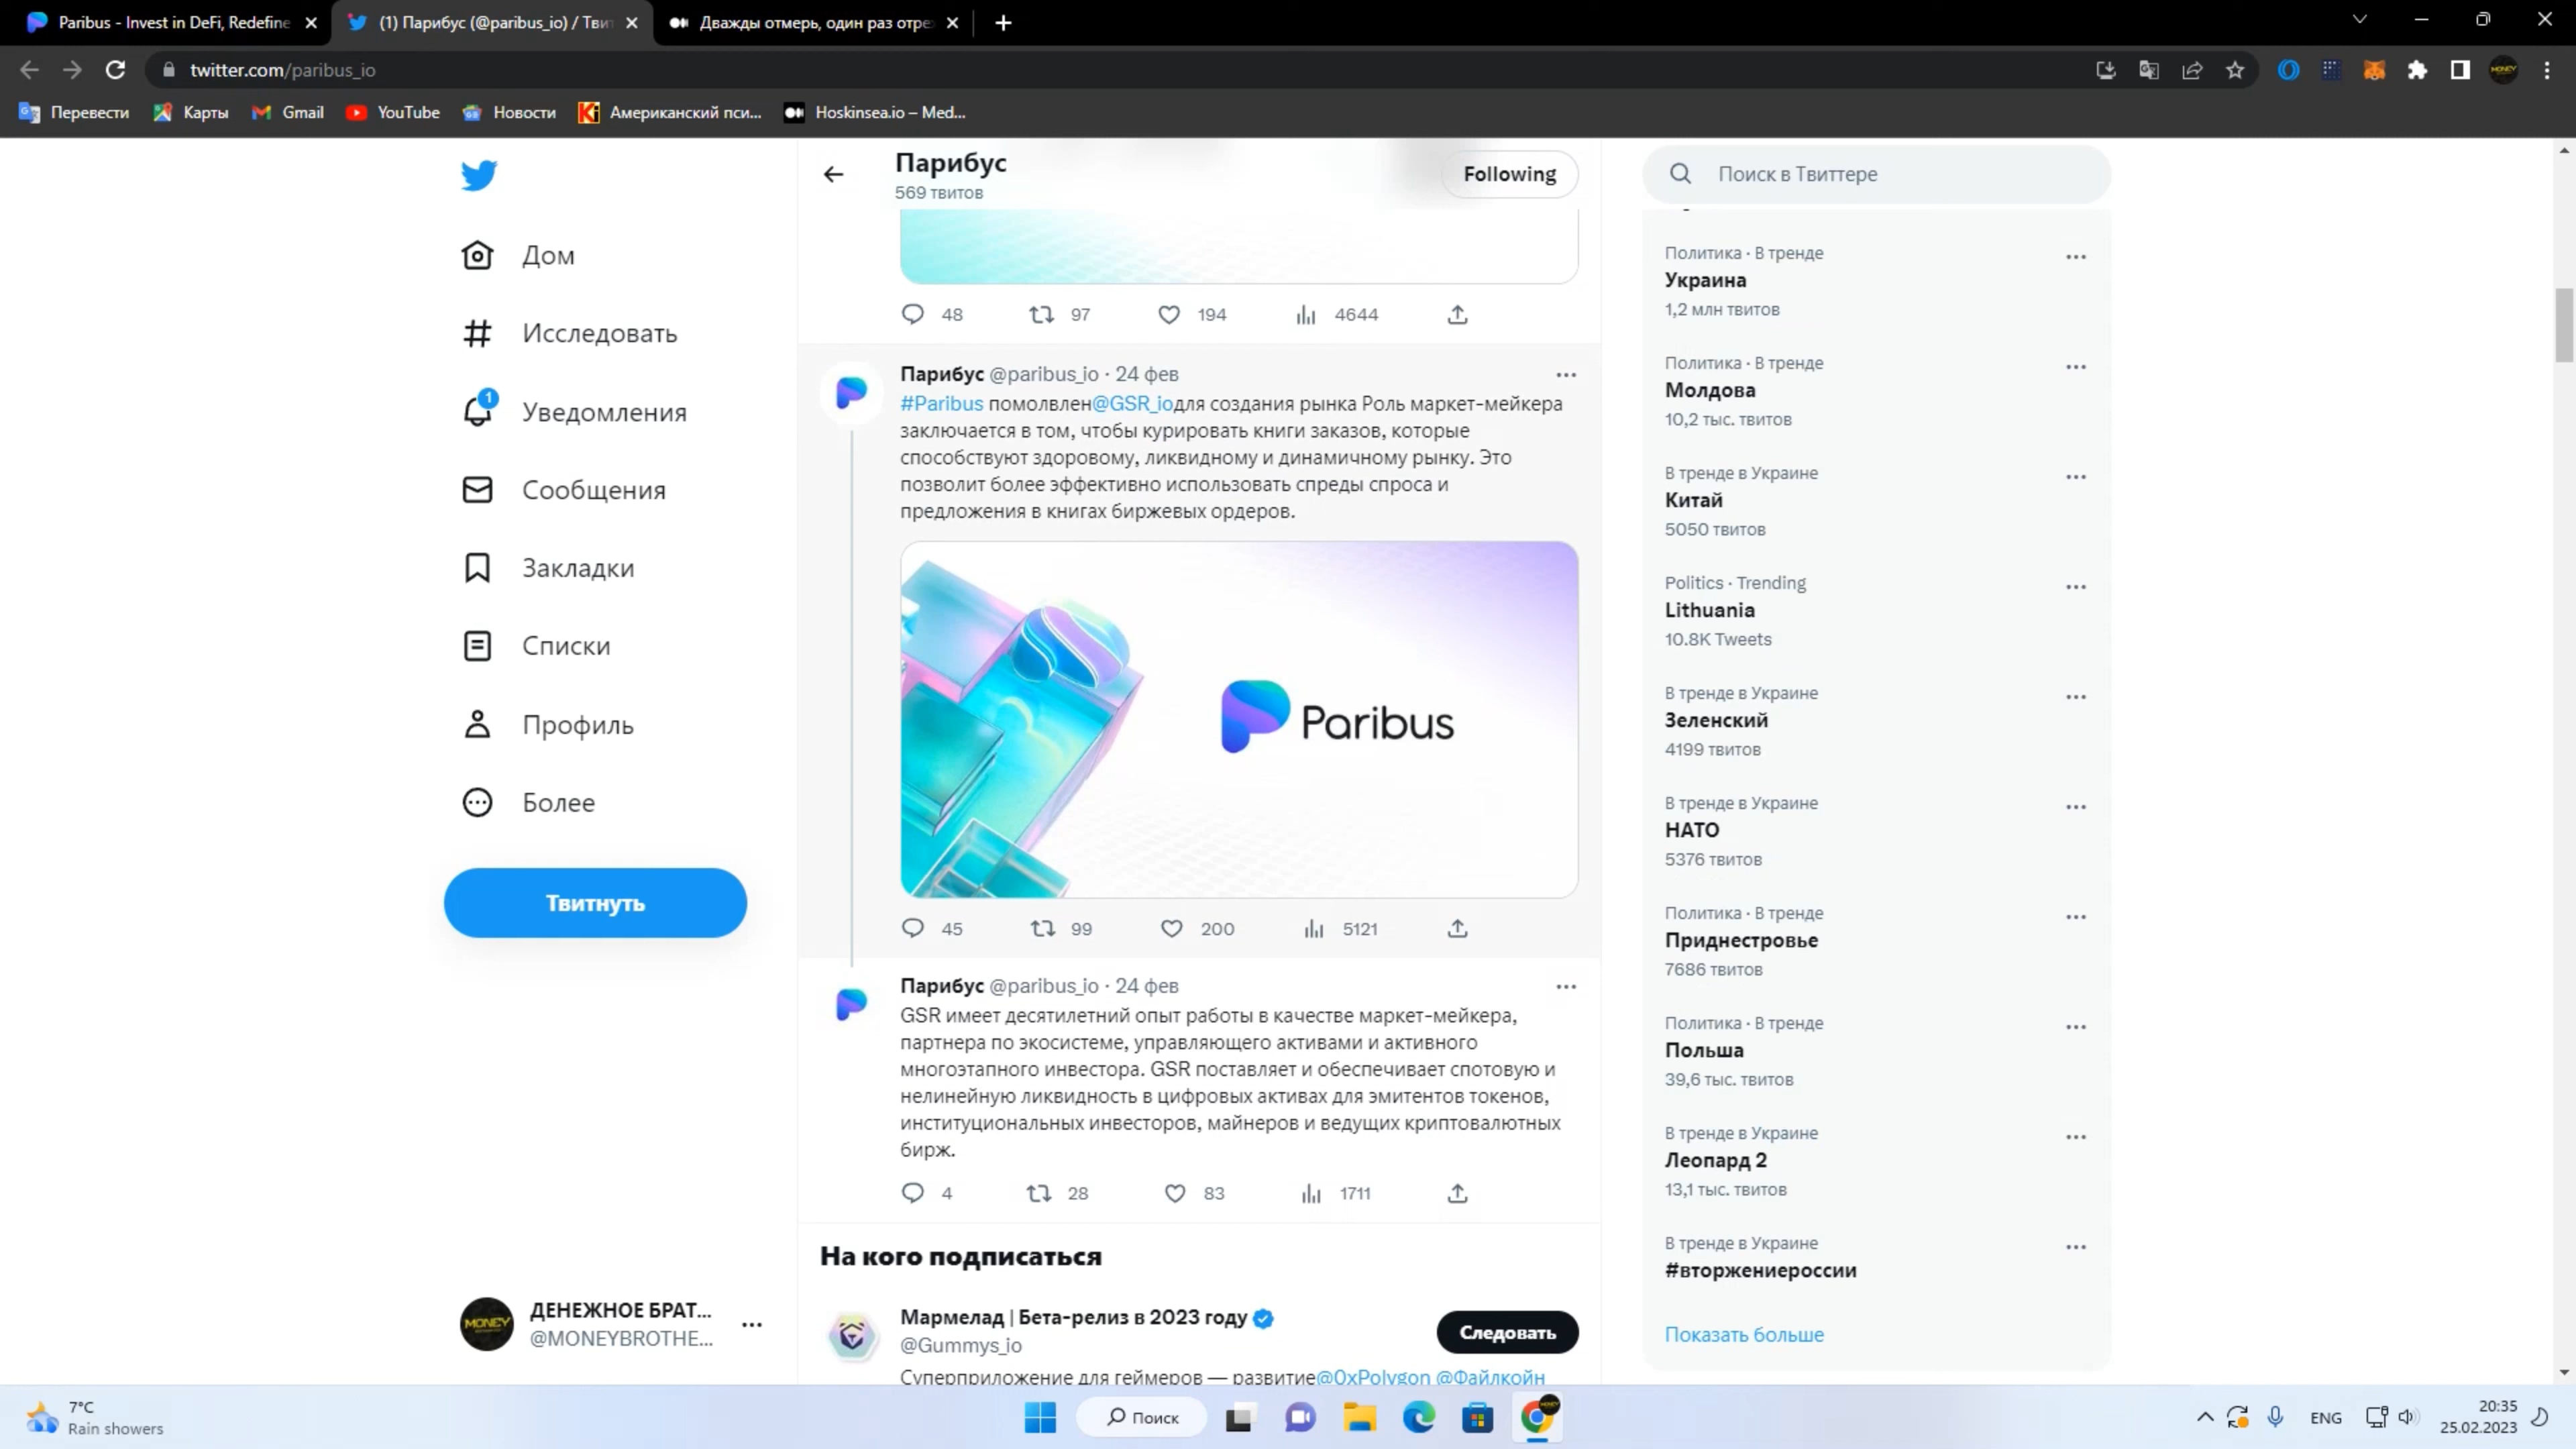 Paribus - Invest in DeFi, Redefine
(1) Парибус (@paribus_io) / Тви
Дважды отмерь, один раз отре
twitter.com/paribus_io
Перевести
Карты
Gmail
YouTube
Новости
Американский пси...
Hoskinsea.io – Med...
Парибус
569 твитов
Following
Поиск в Твиттере
Дом
Исследовать
1
Уведомления
Сообщения
Закладки
Списки
Профиль
Более
Твитнуть
ДЕНЕЖНОЕ БРАТ...
@MONEYBROTHE...
48 97 194 4644
Парибус @paribus_io · 24 фев
#Paribus помолвлен@GSR_ioдля создания рынка Роль маркет-мейкера
заключается в том, чтобы курировать книги заказов, которые
способствуют здоровому, ликвидному и динамичному рынку. Это
позволит более эффективно использовать спреды спроса и
предложения в книгах биржевых ордеров.
Paribus
45 99 200 5121
Парибус @paribus_io · 24 фев
GSR имеет десятилетний опыт работы в качестве маркет-мейкера,
партнера по экосистеме, управляющего активами и активного
многоэтапного инвестора. GSR поставляет и обеспечивает спотовую и
нелинейную ликвидность в цифровых активах для эмитентов токенов,
институциональных инвесторов, майнеров и ведущих криптовалютных
бирж.
4 28 83 1711
На кого подписаться
Мармелад | Бета-релиз в 2023 году
@Gummys_io
Следовать
Суперприложение для геймеров — развитие@0xPolygon @Файлкойн
Политика · В тренде
Украина
1,2 млн твитов
Политика · В тренде
Молдова
10,2 тыс. твитов
В тренде в Украине
Китай
5050 твитов
Politics · Trending
Lithuania
10.8K Tweets
В тренде в Украине
Зеленский
4199 твитов
В тренде в Украине
НАТО
5376 твитов
Политика · В тренде
Приднестровье
7686 твитов
Политика · В тренде
Польша
39,6 тыс. твитов
В тренде в Украине
Леопард 2
13,1 тыс. твитов
В тренде в Украине
#вторжениероссии
Показать больше
7°C
Rain showers
Поиск
ENG
20:35
25.02.2023
MONEY